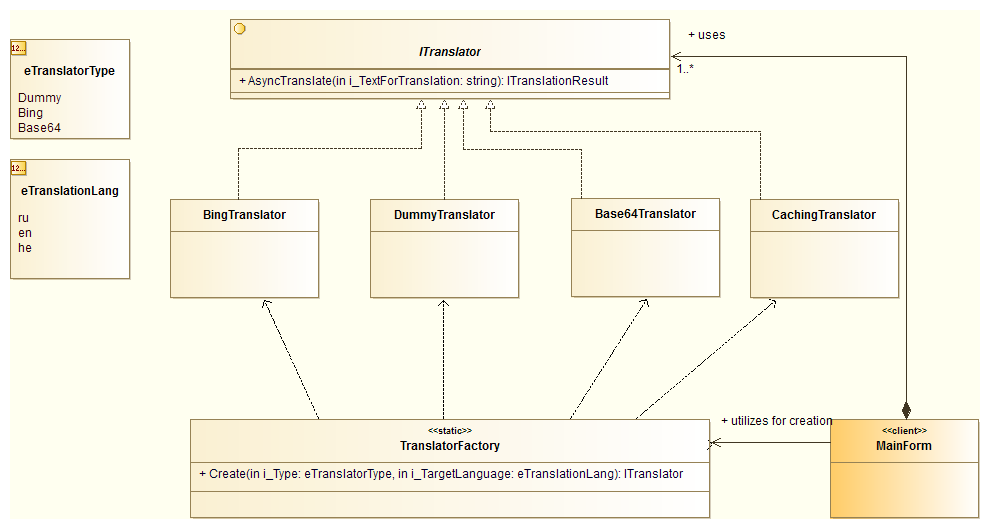 ITranslator
+ AsyncTranslate(in i_TextForTranslation: string): ITranslationResult
+ uses
1..*
12...
eTranslatorType
Dummy
Bing
Base64
12...
eTranslationLang
ru
en
he
BingTranslator
DummyTranslator
Base64Translator
CachingTranslator
<<static>>
TranslatorFactory
+ Create(in i_Type: eTranslatorType, in i_TargetLanguage: eTranslationLang): ITranslator
+ utilizes for creation
<<client>>
MainForm